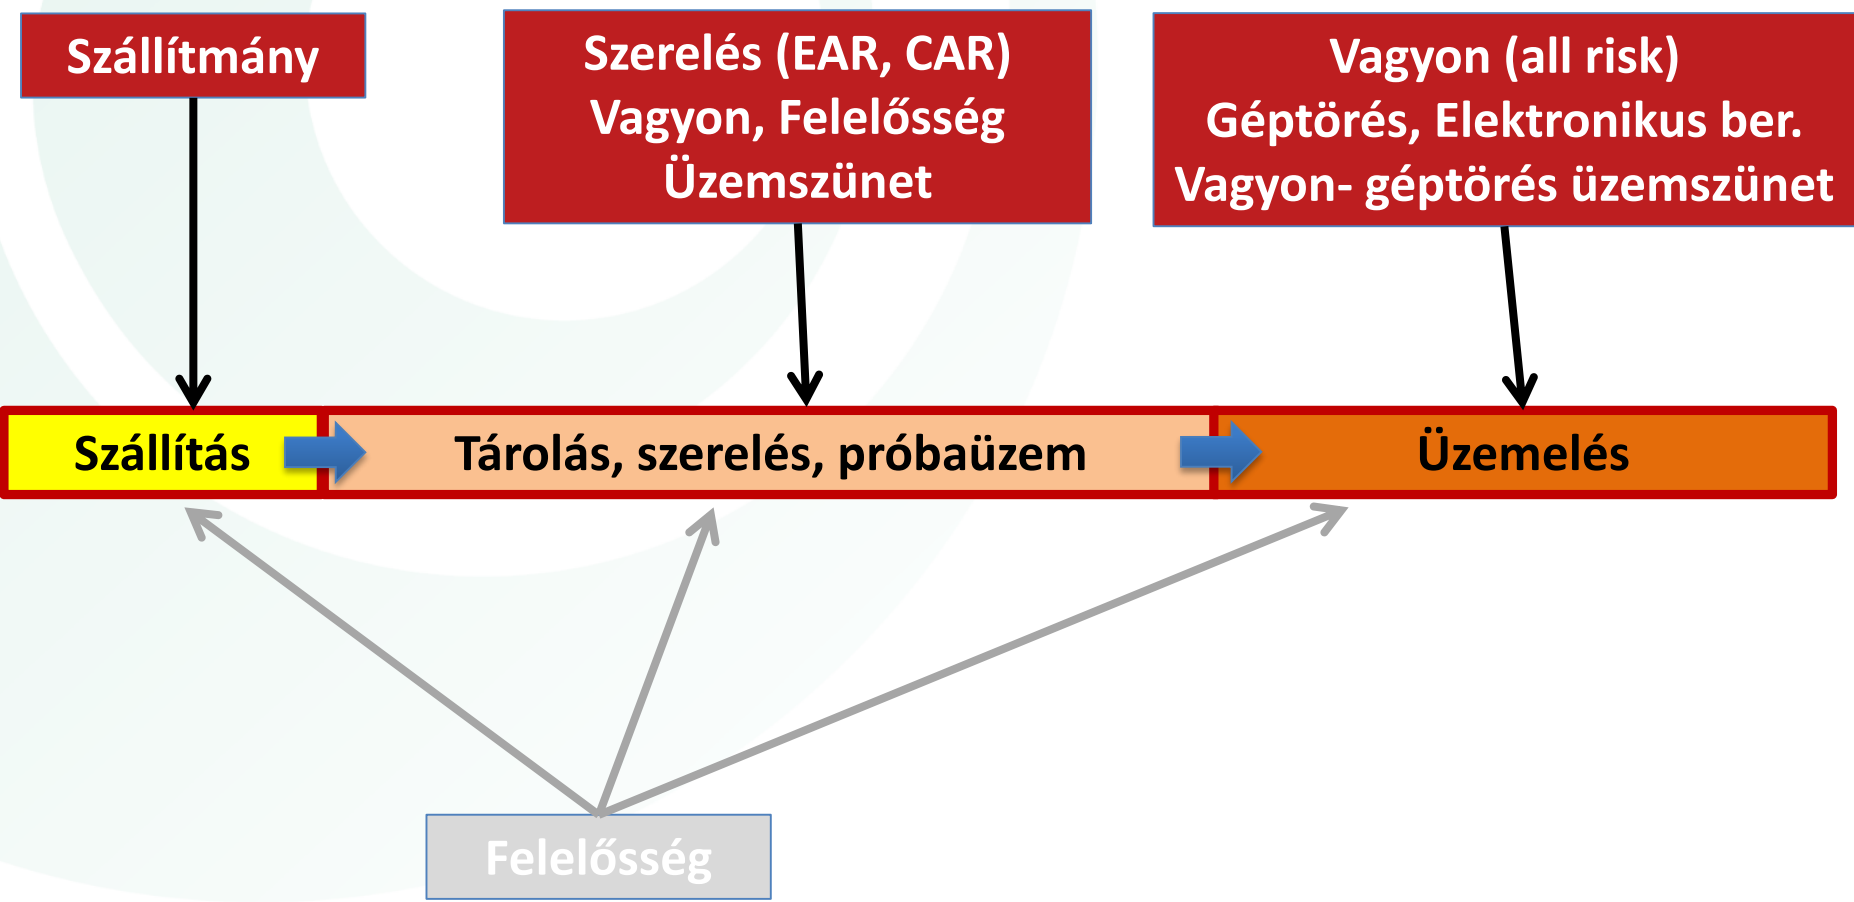 Szállítmány
Szerelés (EAR, CAR)
Vagyon, Felelősség
Üzemszünet
Vagyon (all risk)
Géptörés, Elektronikus ber.
Vagyon- géptörés üzemszünet
Szállítás
Tárolás, szerelés, próbaüzem
Üzemelés
Felelősség